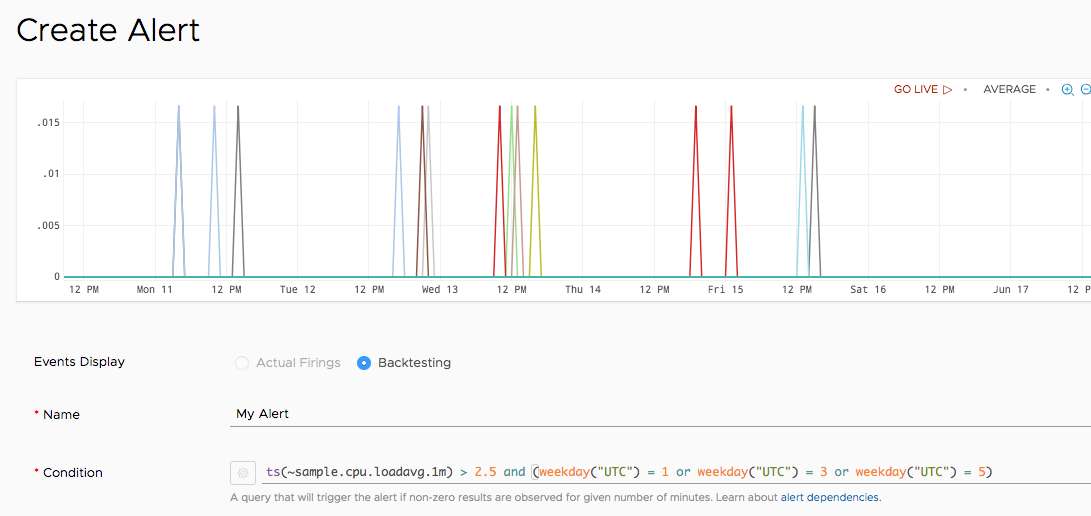 Create Alert
GO LIVE ▷ • AVERAGE •
.015
.01
.005
0
12 PM Mon 11 12 PM Tue 12 12 PM Wed 13 12 PM Thu 14 12 PM Fri 15 12 PM Sat 16 12 PM Jun 17 12 P
Events Display Actual Firings Backtesting
* Name My Alert
* Condition ts(~sample.cpu.loadavg.1m) > 2.5 and (weekday("UTC") = 1 or weekday("UTC") = 3 or weekday("UTC") = 5)
A query that will trigger the alert if non-zero results are observed for given number of minutes. Learn about alert dependencies.